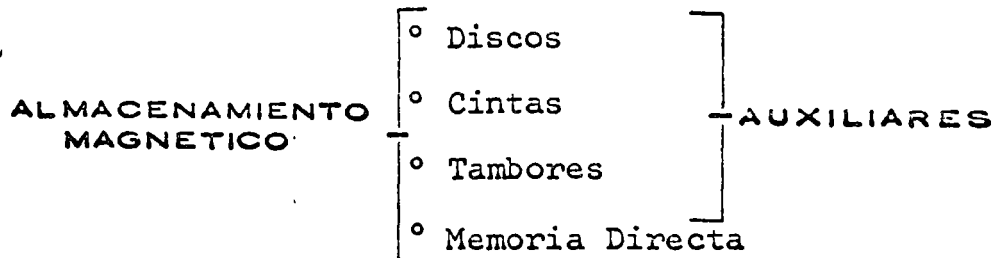 ° Discos
ALMACENAMIENTO
MAGNETICO
° Cintas
° Tambores
° Memoria Directa
AUXILIARES